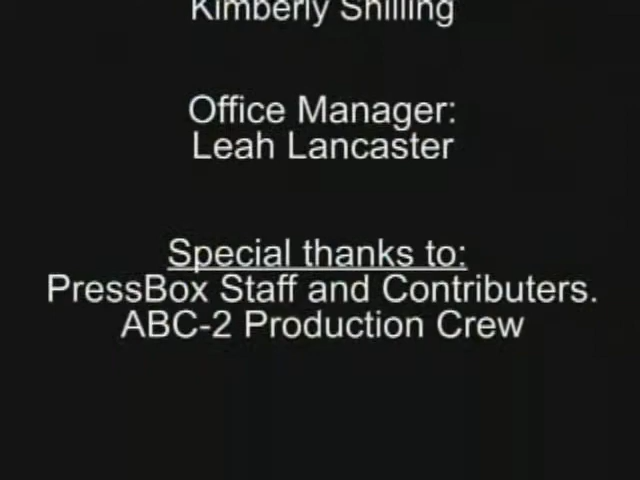 Kimberly Shilling
Office Manager:
Leah Lancaster
Special thanks to:
PressBox Staff and Contributers.
ABC-2 Production Crew